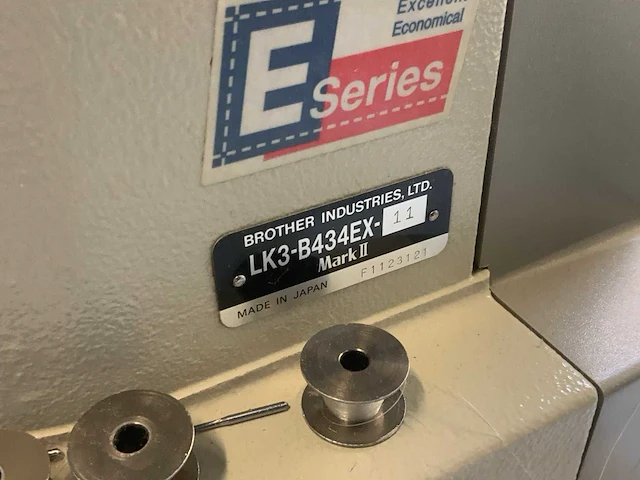 Excellent
Economical
E Series
BROTHER INDUSTRIES, LTD.
LK3-B434EX-11
Mark II
MADE IN JAPAN F1123121